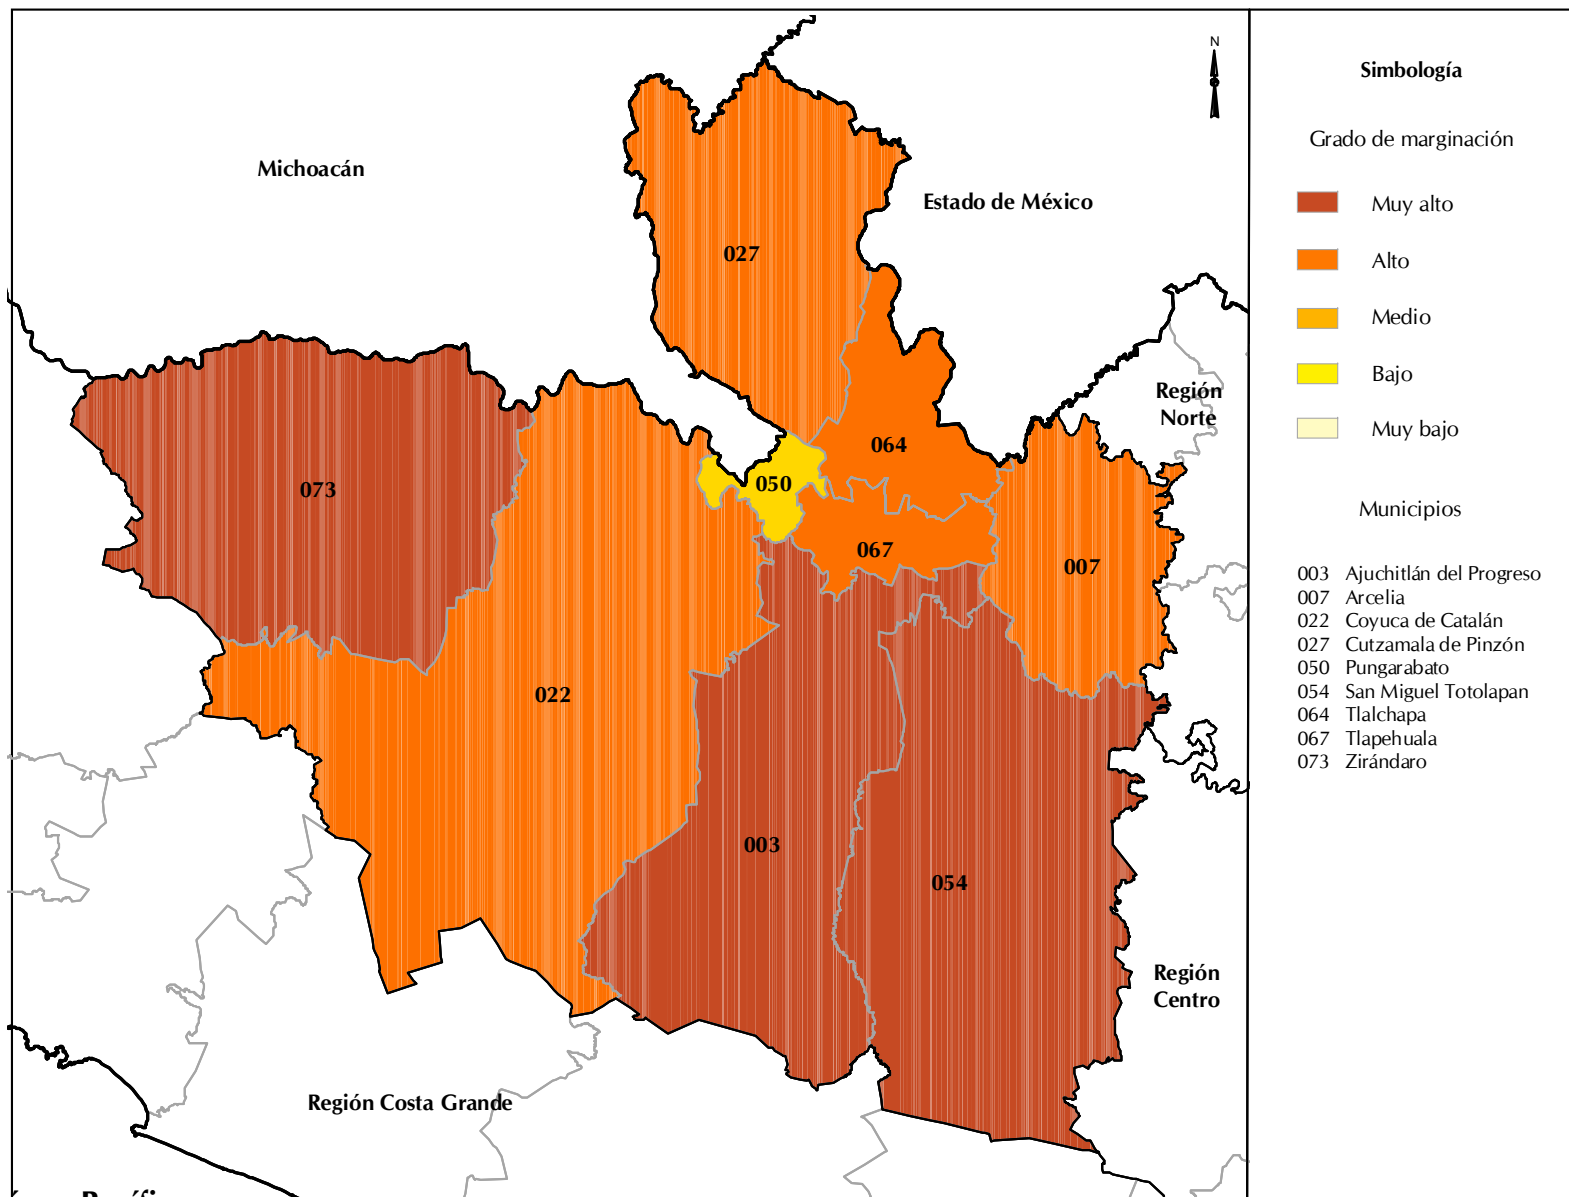 N
Michoacán
Estado de México
027
Región
Norte
064
073
050
067
007
022
003
054
Región
Centro
Región Costa Grande
Simbología
Grado de marginación
Muy alto
Alto
Medio
Bajo
Muy bajo
Municipios
003 Ajuchitlán del Progreso
007 Arcelia
022 Coyuca de Catalán
027 Cutzamala de Pinzón
050 Pungarabato
054 San Miguel Totolapan
064 Tlalchapa
067 Tlapehuala
073 Zirándaro